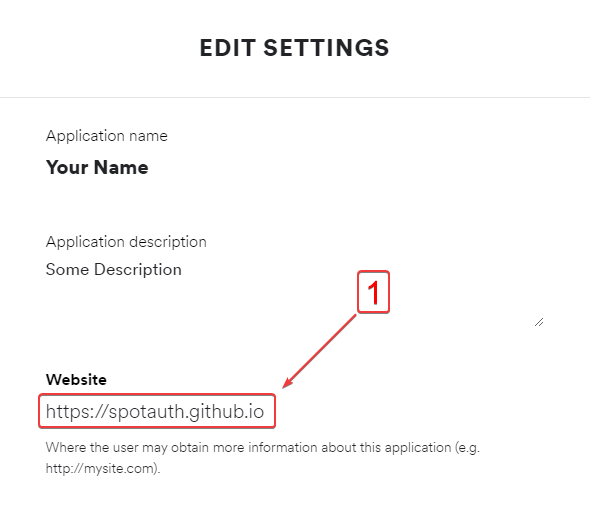 EDIT SETTINGS
Application name
Your Name
Application description
Some Description
1
Website
https://spotauth.github.io
Where the user may obtain more information about this application (e.g.
http://mysite.com).